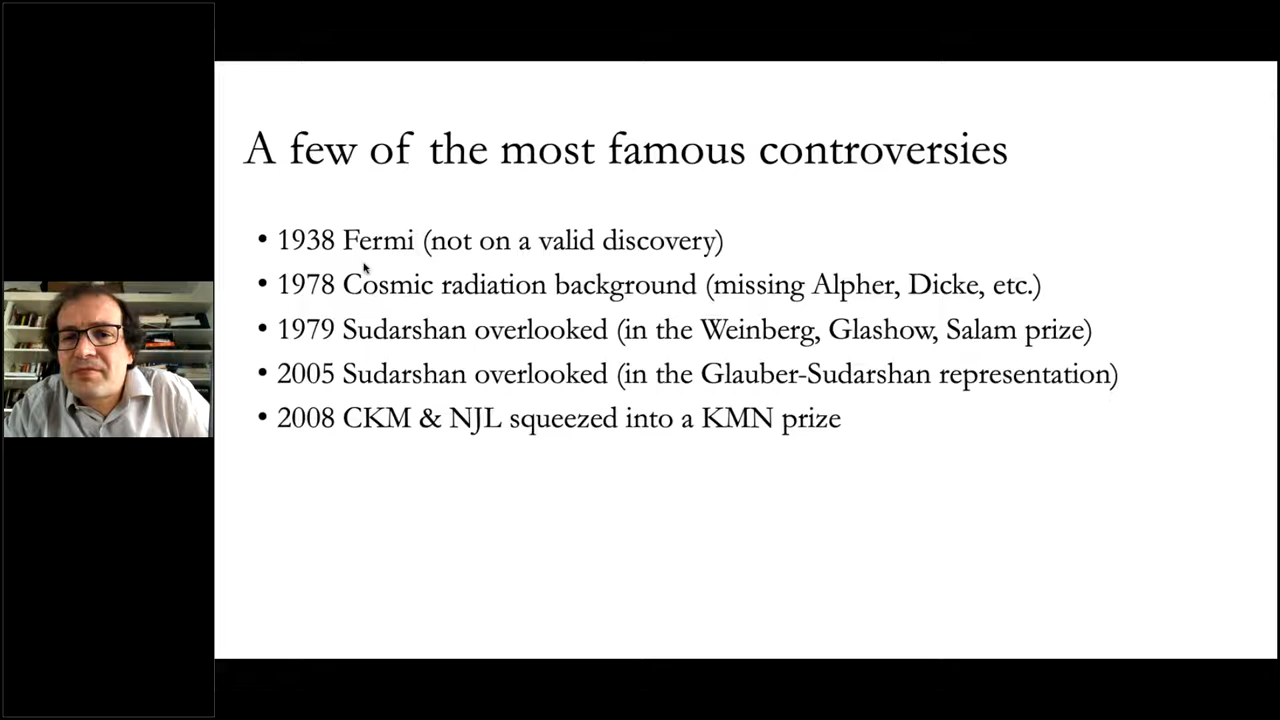 A few of the most famous controversies
• 1938 Fermi (not on a valid discovery)
• 1978 Cosmic radiation background (missing Alpher, Dicke, etc.)
• 1979 Sudarshan overlooked (in the Weinberg, Glashow, Salam prize)
• 2005 Sudarshan overlooked (in the Glauber-Sudarshan representation)
• 2008 CKM & NJL squeezed into a KMN prize